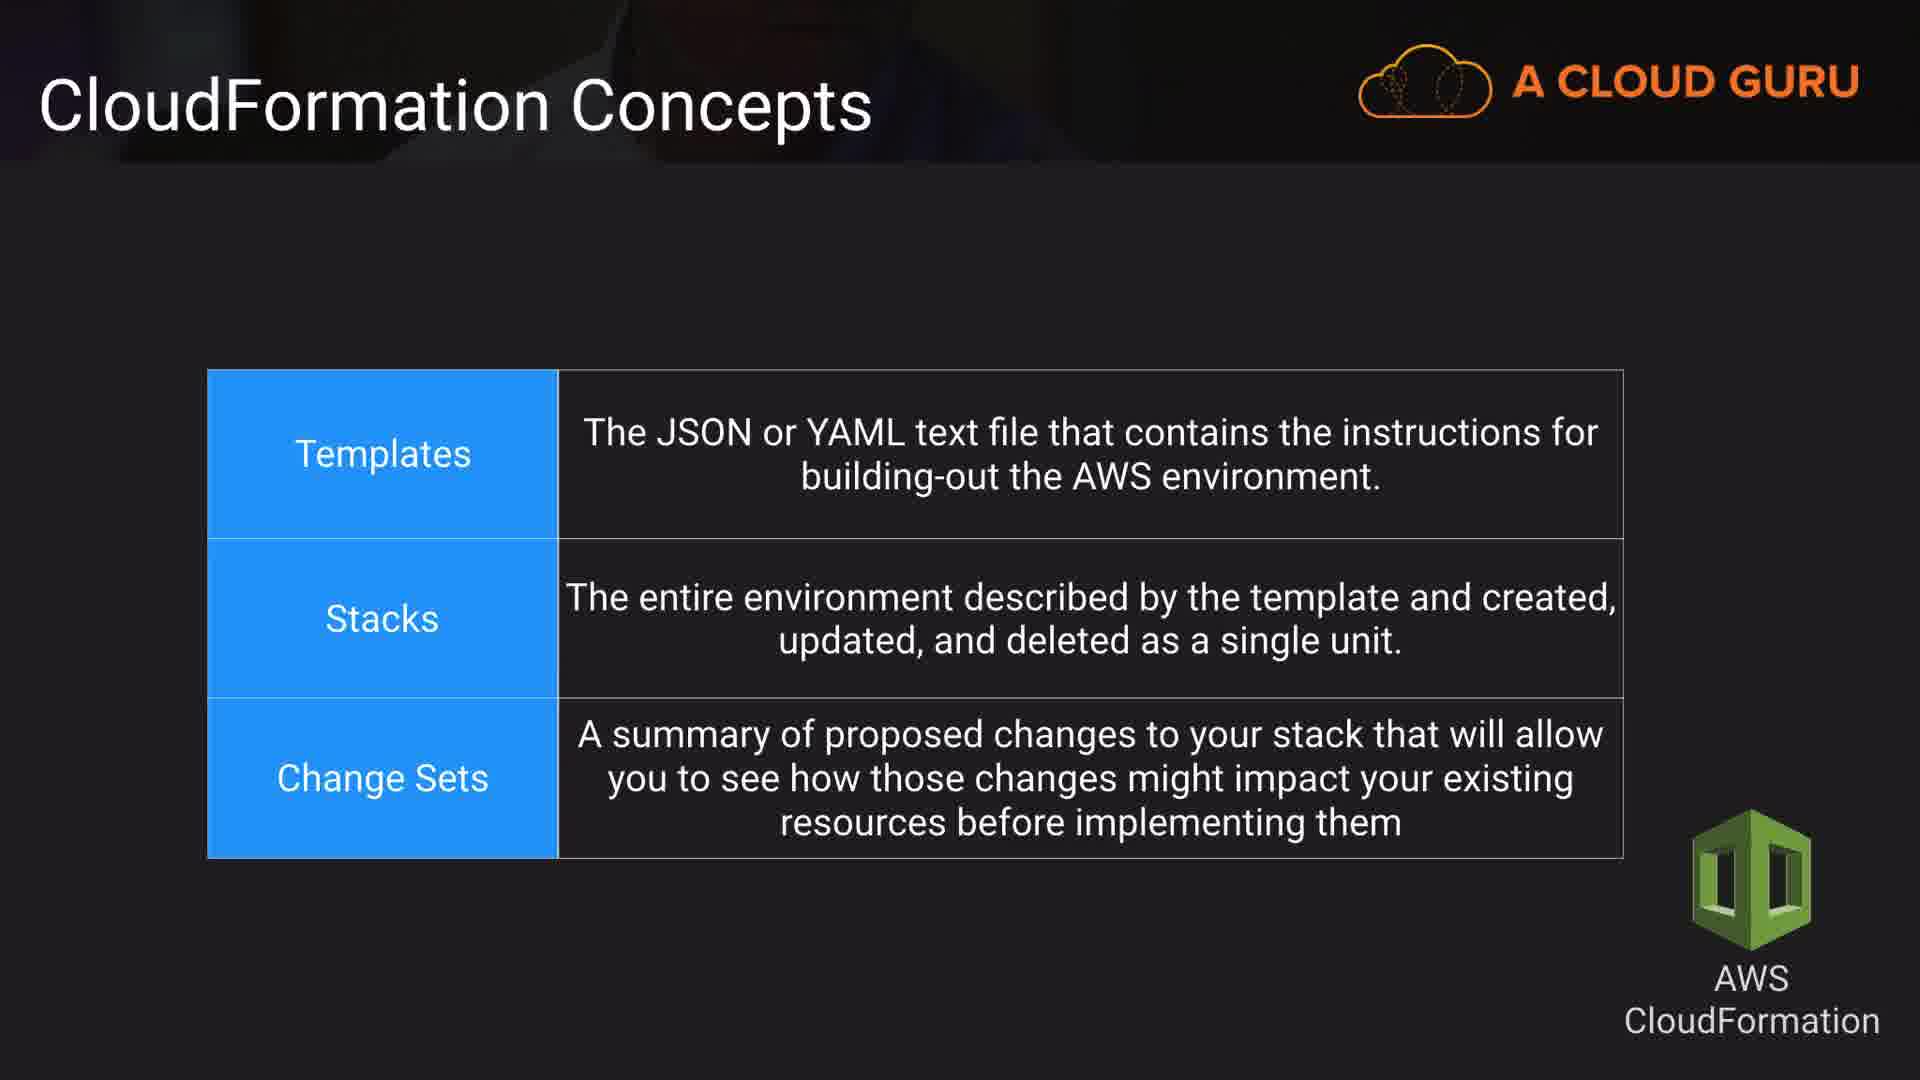 CloudFormation Concepts
A CLOUD GURU
Templates
The JSON or YAML text file that contains the instructions for
building-out the AWS environment.
Stacks
The entire environment described by the template and created,
updated, and deleted as a single unit.
Change Sets
A summary of proposed changes to your stack that will allow
you to see how those changes might impact your existing
resources before implementing them
AWS
CloudFormation